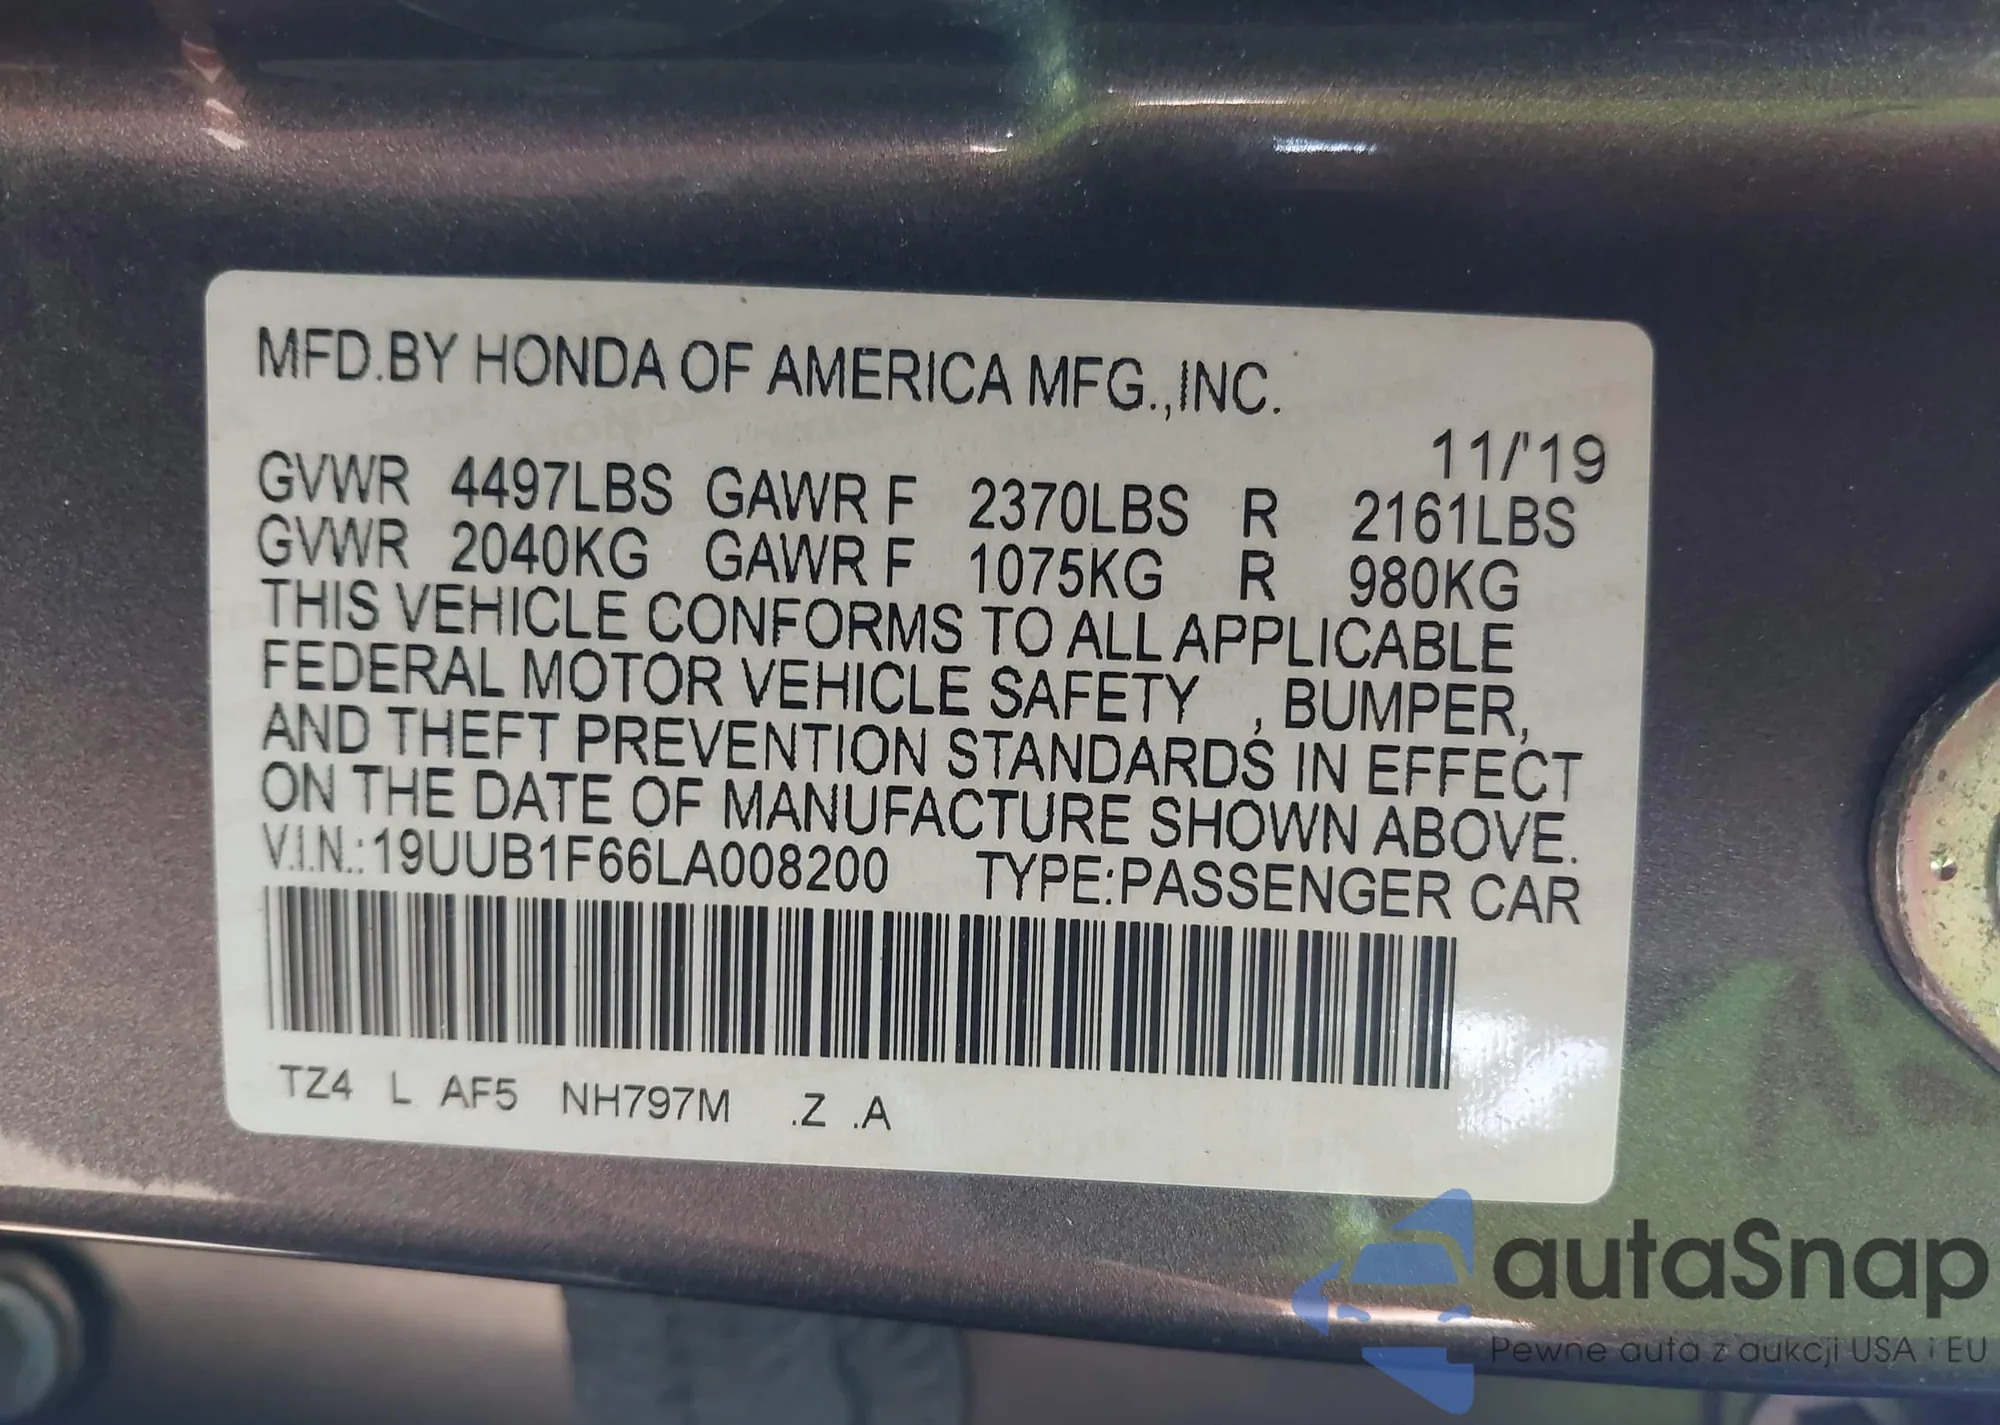 MFD.BY HONDA OF AMERICA MFG.,INC.
11/'19
GVWR 4497LBS GAWR F 2370LBS R 2161LBS
GVWR 2040KG GAWR F 1075KG R 980KG
THIS VEHICLE CONFORMS TO ALL APPLICABLE
FEDERAL MOTOR VEHICLE SAFETY , BUMPER,
AND THEFT PREVENTION STANDARDS IN EFFECT
ON THE DATE OF MANUFACTURE SHOWN ABOVE.
V.I.N.:19UUB1F66LA008200 TYPE:PASSENGER CAR
TZ4 L AF5 NH797M .Z .A
autaSnap
Pewne auta z aukcji USA i EU